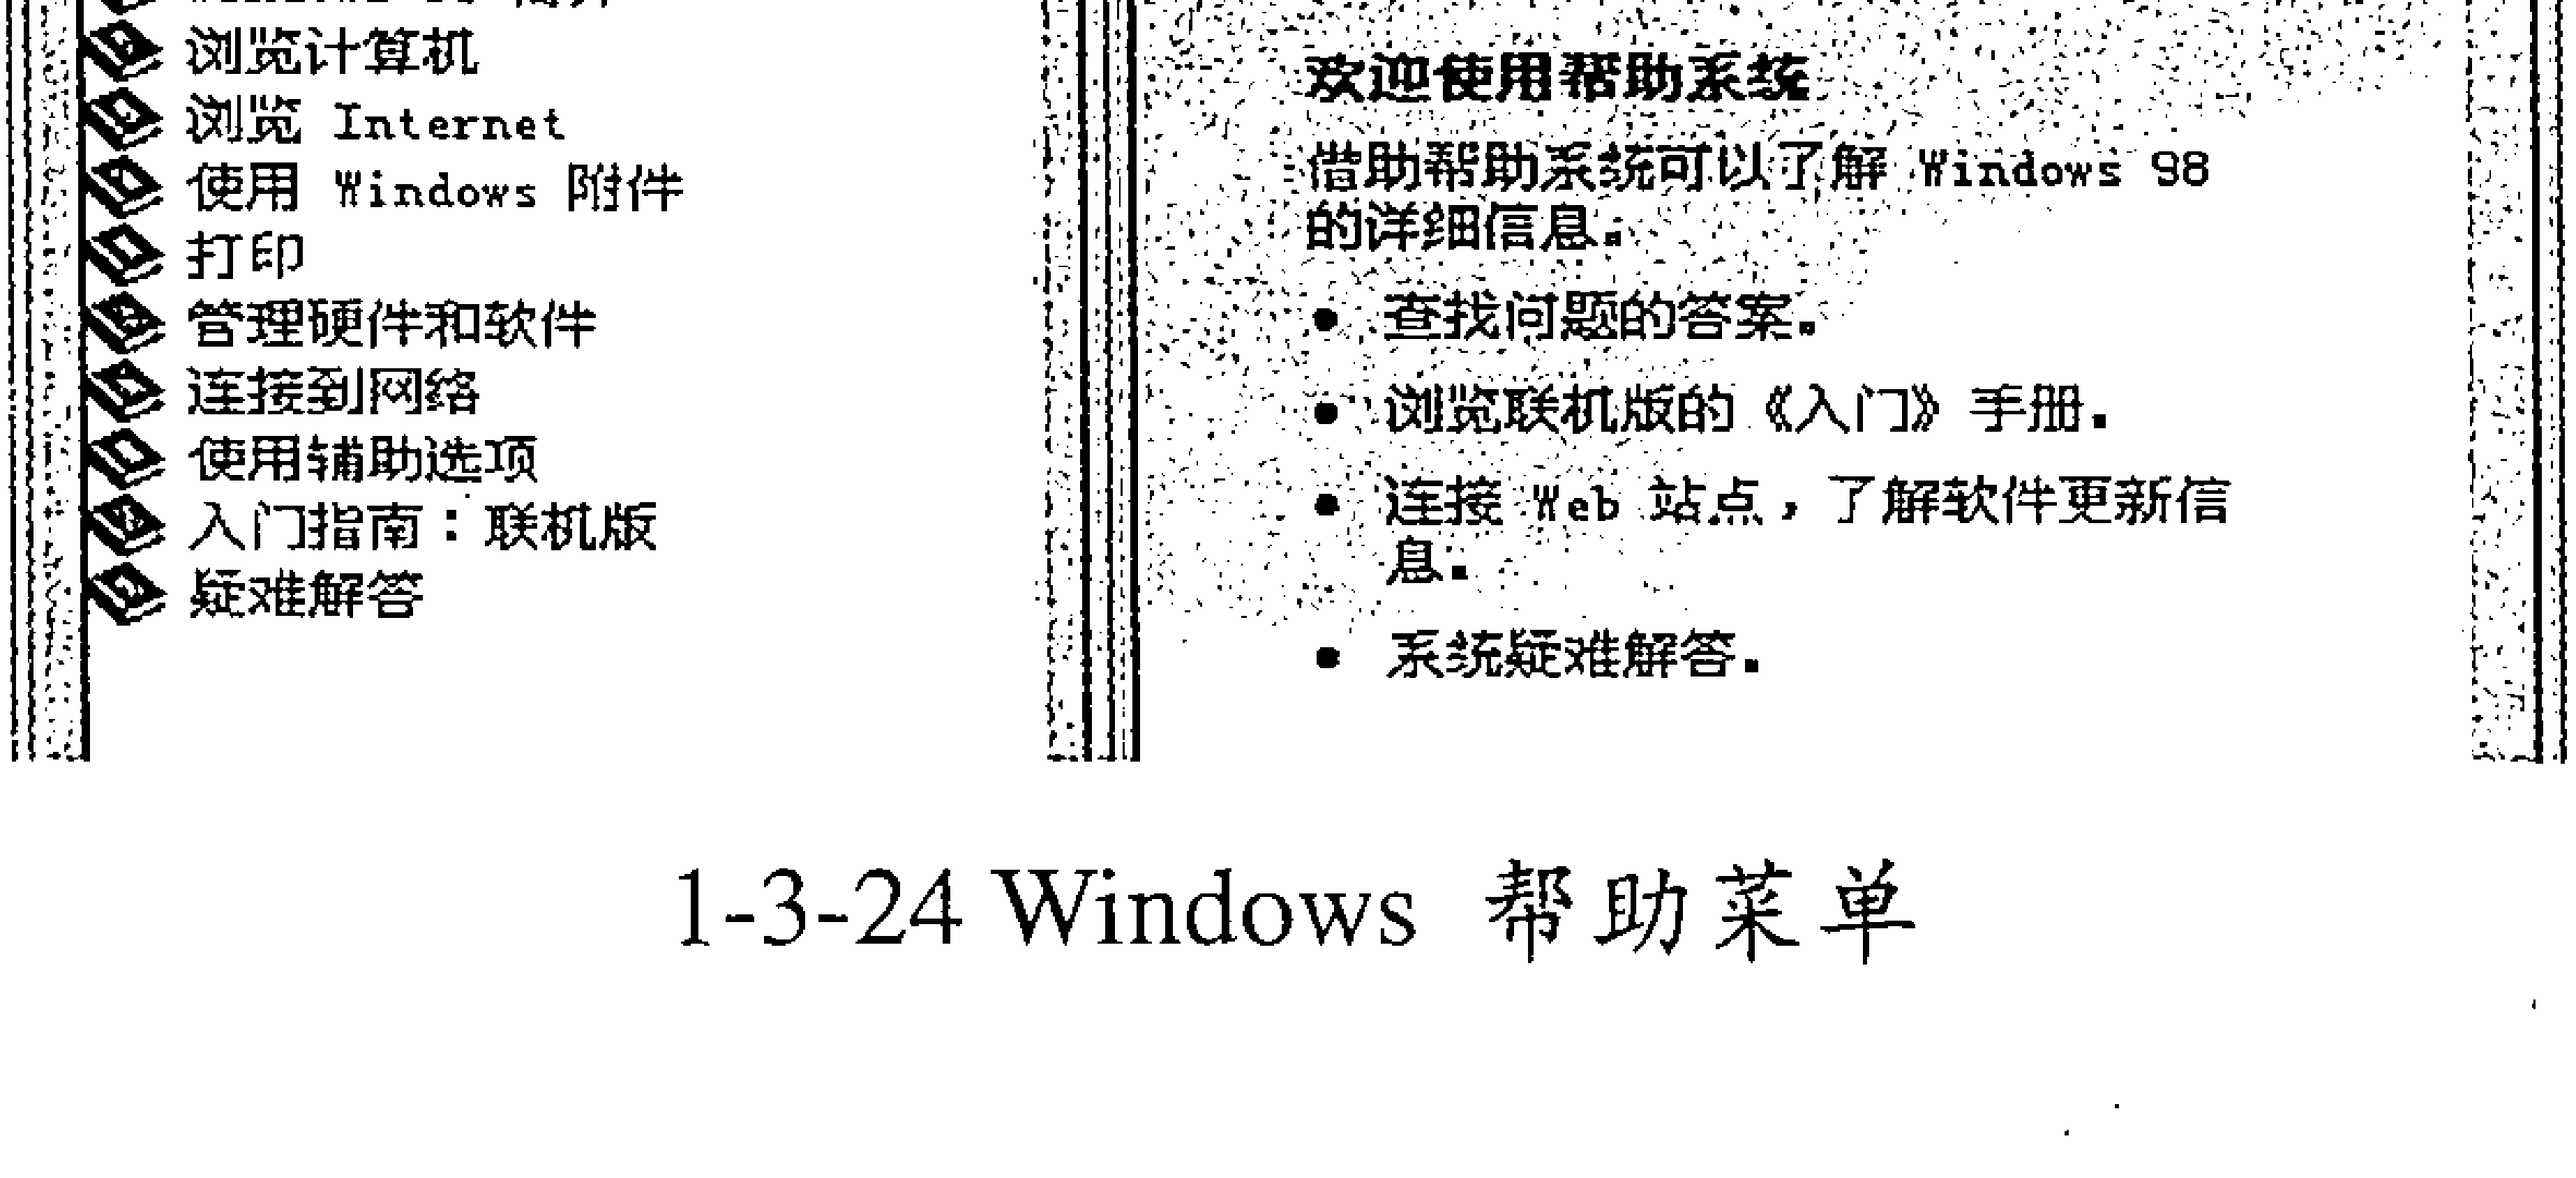 浏览计算机
浏览 Internet
使用 Windows 附件
打印
管理硬件和软件
连接到网络
使用辅助选项
入门指南：联机版
疑难解答
欢迎使用帮助系统
借助帮助系统可以了解 Windows 98
的详细信息。
• 查找问题的答案。
• 浏览联机版的《入门》手册。
• 连接 Web 站点，了解软件更新信
息。
• 系统疑难解答。
1-3-24 Windows 帮助菜单